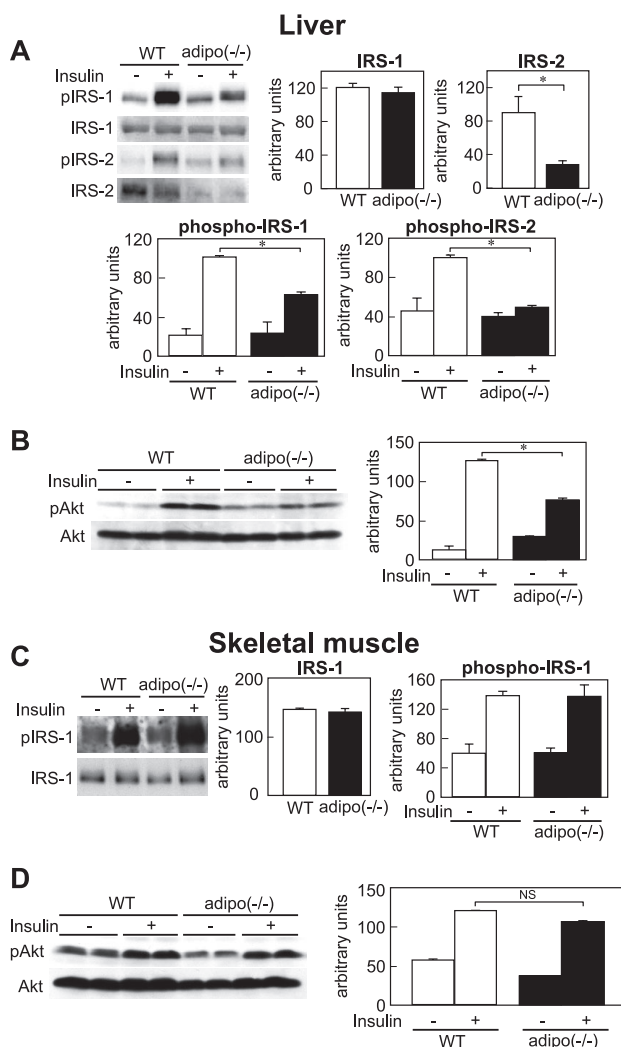 Liver
A
WT adipo(-/-)
Insulin - + - +
pIRS-1
IRS-1
pIRS-2
IRS-2
IRS-1
arbitrary units
120
80
40
0
WT adipo(-/-)
IRS-2
arbitrary units
*
120
80
40
0
WT adipo(-/-)
phospho-IRS-1
arbitrary units
*
120
80
40
0
Insulin - + - +
WT adipo(-/-)
phospho-IRS-2
arbitrary units
*
120
80
40
0
Insulin - + - +
WT adipo(-/-)
B
WT adipo(-/-)
Insulin - + - +
pAkt
Akt
arbitrary units
*
150
100
50
0
Insulin - + - +
WT adipo(-/-)
Skeletal muscle
C
WT adipo(-/-)
Insulin - + - +
pIRS-1
IRS-1
IRS-1
arbitrary units
200
100
0
WT adipo(-/-)
phospho-IRS-1
arbitrary units
160
120
80
40
0
Insulin - + - +
WT adipo(-/-)
D
WT adipo(-/-)
Insulin - + - +
pAkt
Akt
arbitrary units
NS
150
100
50
0
Insulin - + - +
WT adipo(-/-)